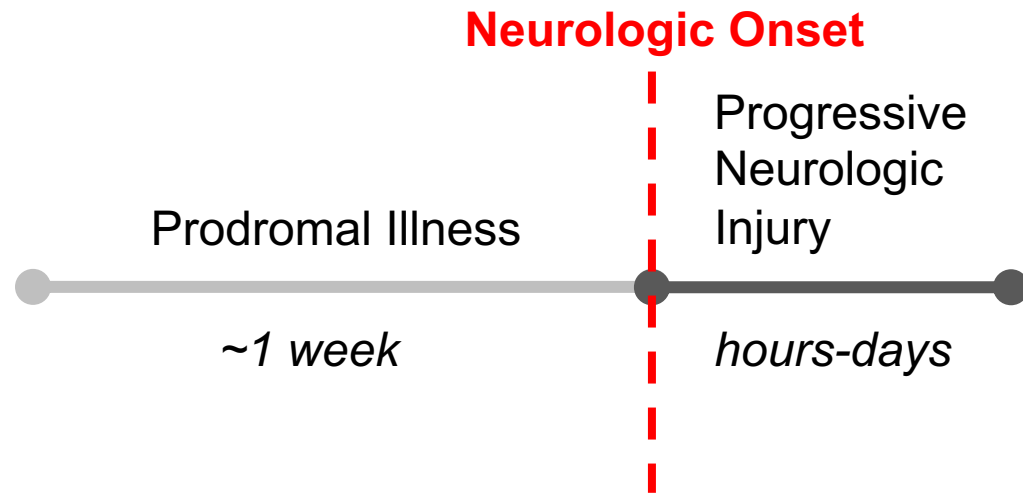 Neurologic Onset
Progressive
Neurologic
Injury
Prodromal Illness
~1 week
hours-days